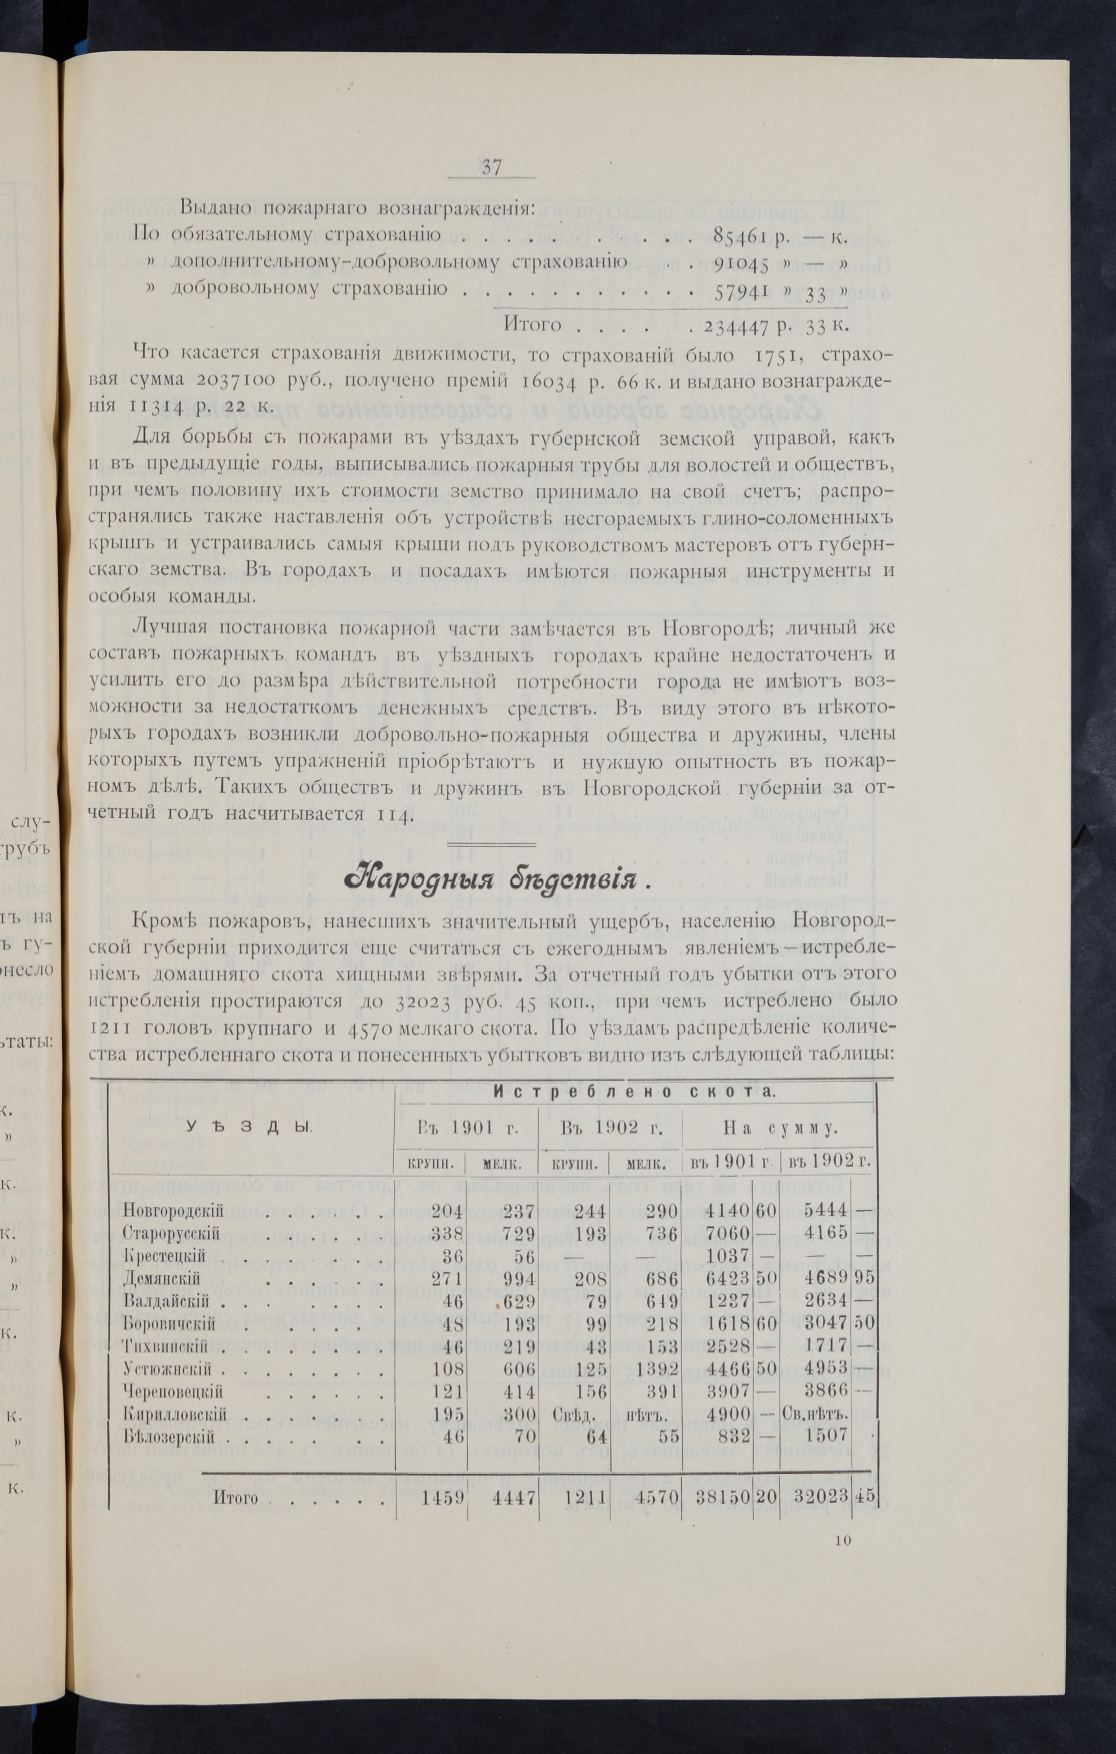 37
Выдано пожарнаго вознагражденія:
По обязательному страхованію . . . . . . . . . . . 85461 р. — к.
» дополнительному-добровольному страхованію . . 91045 » — »
» добровольному страхованію . . . . . . . . . . . 57941 » 33 »
Итого . . . . . 234447 р. 33 к.
Что касается страхованія движимости, то страхованій было 1751, страхо-
вая сумма 2037100 руб., получено премій 16034 р. 66 к. и выдано вознагражде-
нія 11314 р. 22 к.
Для борьбы съ пожарами въ уѣздахъ губернской земской управой, какъ
и въ предыдущіе годы, выписывались пожарныя трубы для волостей и обществъ,
при чемъ половину ихъ стоимости земство принимало на свой счетъ; распро-
странялись также наставленія объ устройствѣ несгораемыхъ глино-соломенныхъ
крышъ и устраивались самыя крыши подъ руководствомъ мастеровъ отъ губерн-
скаго земства. Въ городахъ и посадахъ имѣются пожарныя инструменты и
особыя команды.
Лучшая постановка пожарной части замѣчается въ Новгородѣ; личный же
составъ пожарныхъ командъ въ уѣздныхъ городахъ крайне недостаточенъ и
усилить его до размѣра дѣйствительной потребности города не имѣютъ воз-
можности за недостаткомъ денежныхъ средствъ. Въ виду этого въ нѣкото-
рыхъ городахъ возникли добровольно-пожарныя общества и дружины, члены
которыхъ путемъ упражненій пріобрѣтаютъ и нужную опытность въ пожар-
номъ дѣлѣ. Такихъ обществъ и дружинъ въ Новгородской губерніи за от-
четный годъ насчитывается 114.
Народныя бѣдствія.
Кромѣ пожаровъ, нанесшихъ значительный ущербъ, населенію Новгород-
ской губерніи приходится еще считаться съ ежегоднымъ явленіемъ — истребле-
ніемъ домашняго скота хищными звѣрями. За отчетный годъ убытки отъ этого
истребленія простираются до 32023 руб. 45 коп., при чемъ истреблено было
1211 головъ крупнаго и 4570 мелкаго скота. По уѣздамъ распредѣленіе количе-
ства истребленнаго скота и понесенныхъ убытковъ видно изъ слѣдующей таблицы:
УѢЗДЫ. Истреблено скота.
Въ 1901 г. Въ 1902 г. На сумму.
крупн. мелк. крупн. мелк. въ 1901 г. въ 1902 г.
Новгородскій . . . . . . 204 237 244 290 4140 60 5444 —
Старорусскій . . . . . . 338 729 193 736 7060 — 4165
Крестецкій . . . . . . . . 36 56 — — 1037 — — —
Демянскій . . . . . . 271 994 208 686 6423 50 4689 95
Валдайскій . . . . . . . 46 629 79 649 1237 — 2634 —
Боровичскій . . . . . 48 193 99 218 1618 60 3047 50
Тихвинскій . . . . . . . . 46 219 43 153 2528 — 1717 —
Устюжнскій . . . . . . . . 108 606 125 1392 4466 50 4953 —
Череповецкій . . . . . . 121 414 156 391 3907 — 3866 —
Кирилловскій . . . . . . . 195 300 Свѣд. нѣтъ. 4900 — Св.нѣтъ.
Бѣлозерскій . . . . . . 46 70 64 55 832 — 1507
Итого . . . . . . 1459 4447 1211 4570 38150 20 32023 45
10
слу-
трубъ
на
гу-
к.
»
к.
к.
»
»
к.
к.
»
к.